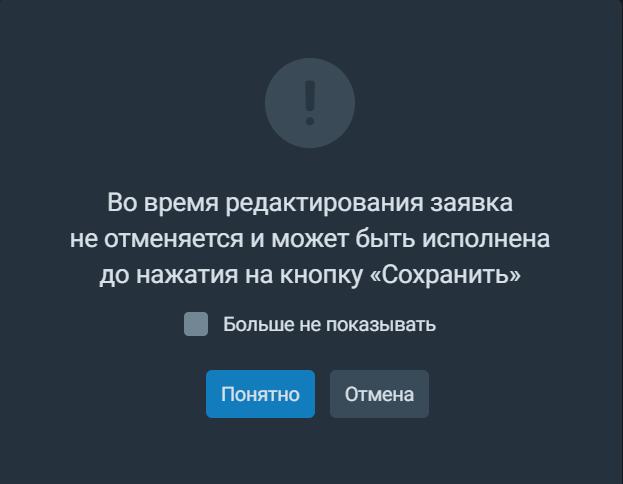 Во время редактирования заявка
не отменяется и может быть исполнена
до нажатия на кнопку «Сохранить»
Больше не показывать
Понятно Отмена